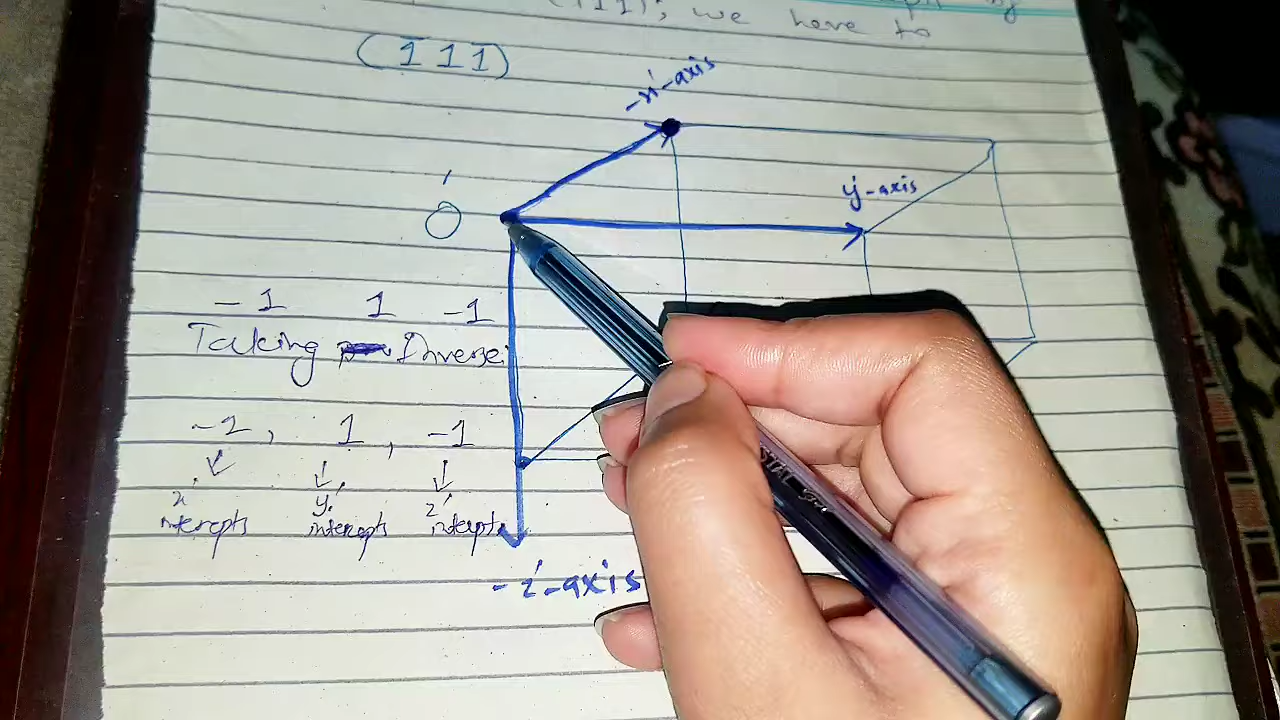 (111), we have to
(1 1 1)
-x'-axis
y'-axis
O'
-1 1 -1
Taking Inverse
-1, 1, -1
x' y' z'
intercepts intercepts intercepts
-z'-axis